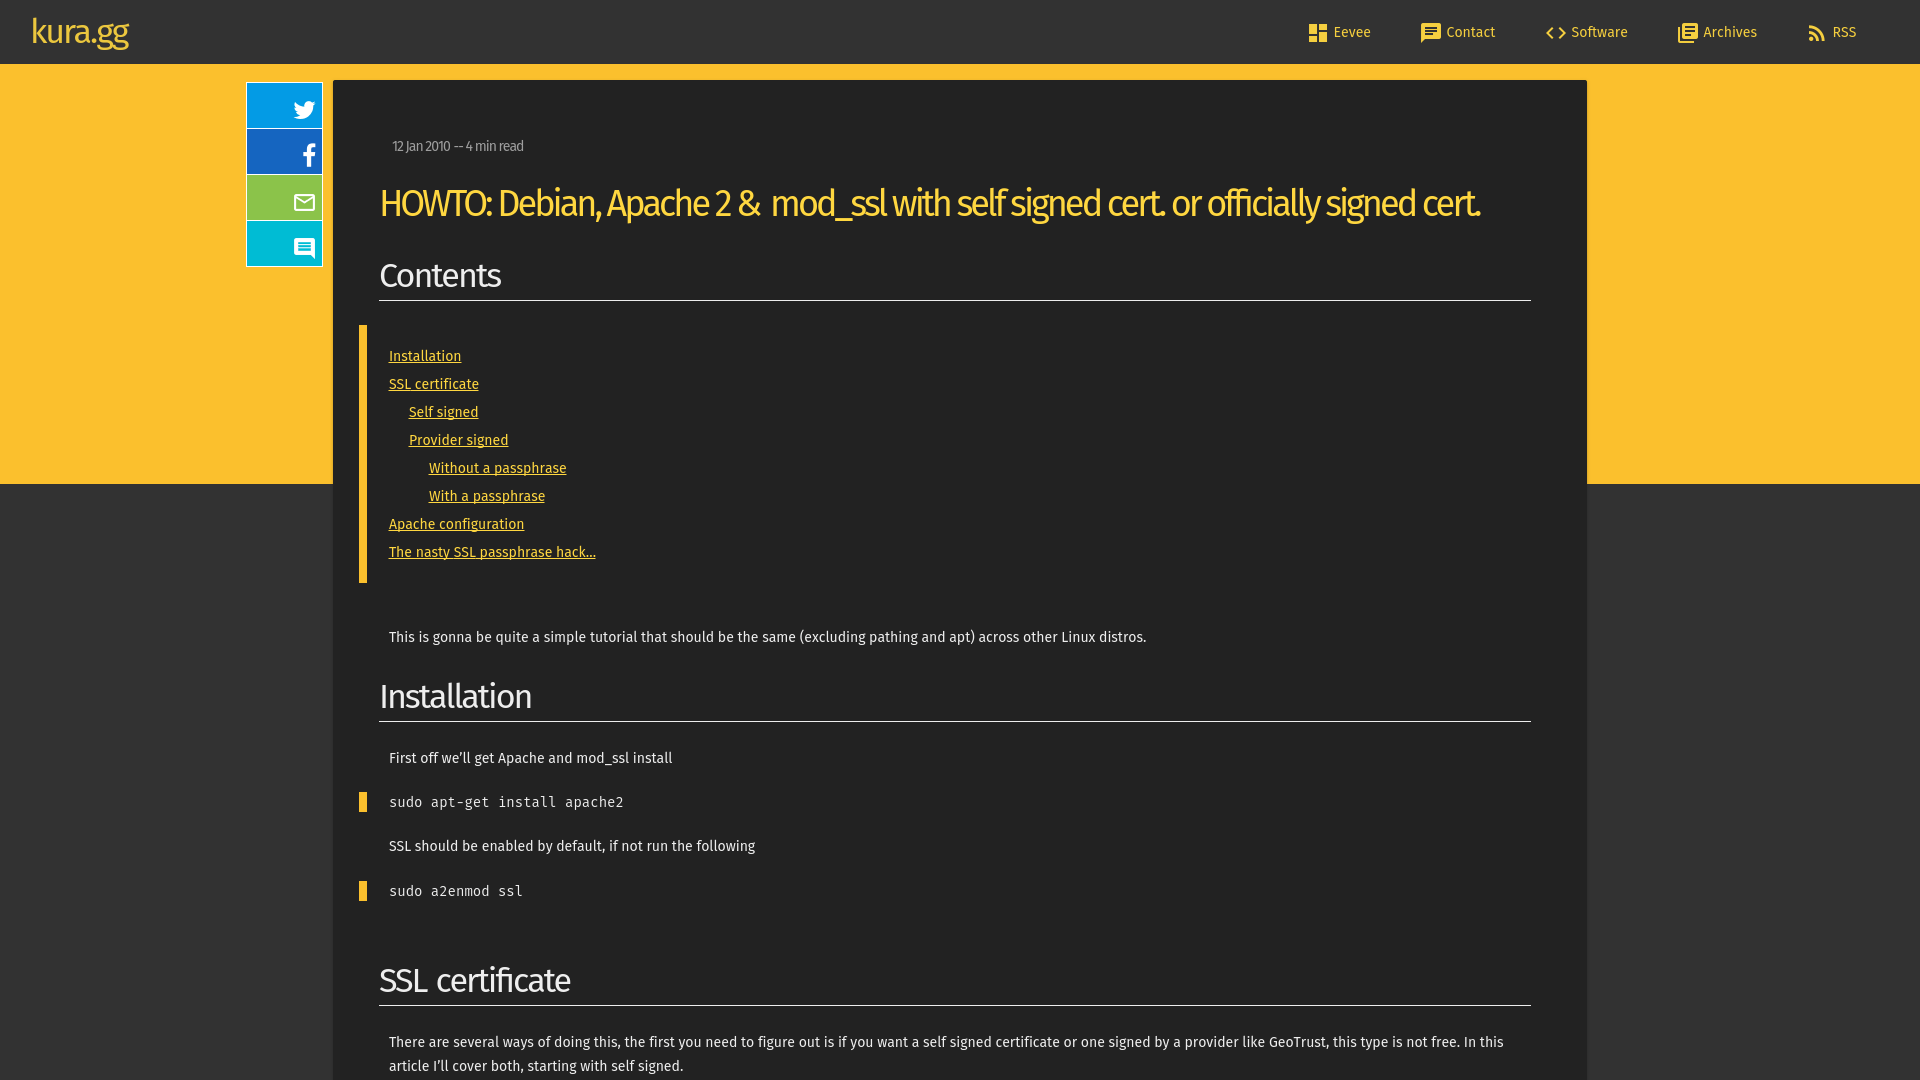 kura.gg
Eevee
Contact
Software
Archives
RSS
12 Jan 2010 -- 4 min read
HOWTO: Debian, Apache 2 & mod_ssl with self signed cert. or officially signed cert.
Contents
Installation
SSL certificate
Self signed
Provider signed
Without a passphrase
With a passphrase
Apache configuration
The nasty SSL passphrase hack...
This is gonna be quite a simple tutorial that should be the same (excluding pathing and apt) across other Linux distros.
Installation
First off we’ll get Apache and mod_ssl install
sudo apt-get install apache2
SSL should be enabled by default, if not run the following
sudo a2enmod ssl
SSL certificate
There are several ways of doing this, the first you need to figure out is if you want a self signed certificate or one signed by a provider like GeoTrust, this type is not free. In this
article I’ll cover both, starting with self signed.